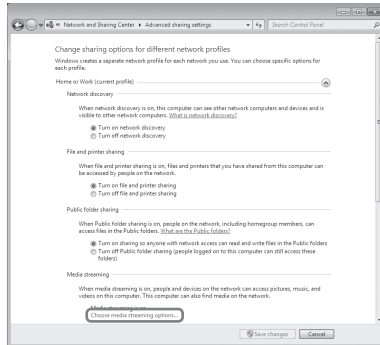 « Network and Sharing Center ▸ Advanced sharing settings
Search Control Panel
Change sharing options for different network profiles
Windows creates a separate network profile for each network you use. You can choose specific options for
each profile.
Home or Work (current profile)
Network discovery
When network discovery is on, this computer can see other network computers and devices and is
visible to other network computers. What is network discovery?
Turn on network discovery
Turn off network discovery
File and printer sharing
When file and printer sharing is on, files and printers that you have shared from this computer can
be accessed by people on the network.
Turn on file and printer sharing
Turn off file and printer sharing
Public folder sharing
When Public folder sharing is on, people on the network, including homegroup members, can
access files in the Public folders. What are the Public folders?
Turn on sharing so anyone with network access can read and write files in the Public folders
Turn off Public folder sharing (people logged on to this computer can still access these
folders)
Media streaming
When media streaming is on, people and devices on the network can access pictures, music, and
videos on this computer. This computer can also find media on the network.
Media streaming is on.
Choose media streaming options...
Save changes
Cancel